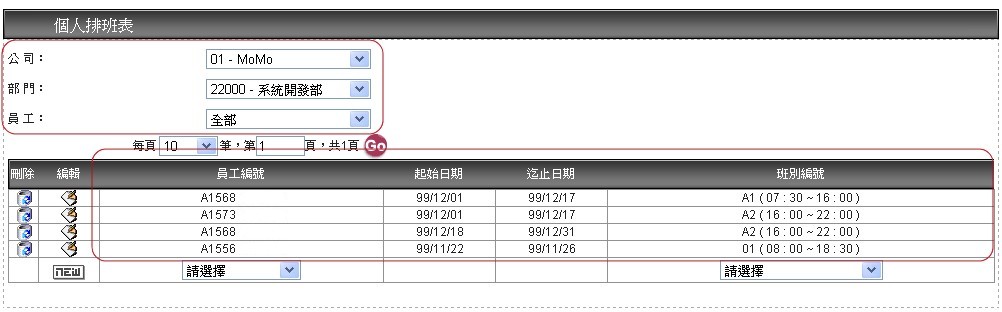 個人排班表
公司： 01 - MoMo
部門： 22000 - 系統開發部
員工： 全部
每頁 10 筆，第 1 頁，共1頁 Go
刪除 編輯 員工編號 起始日期 迄止日期 班別編號
A1568 99/12/01 99/12/17 A1 ( 07 : 30 ~ 16 : 00 )
A1573 99/12/01 99/12/17 A2 ( 16 : 00 ~ 22 : 00 )
A1568 99/12/18 99/12/31 A2 ( 16 : 00 ~ 22 : 00 )
A1556 99/11/22 99/11/26 01 ( 08 : 00 ~ 18 : 30 )
NEW 請選擇 請選擇